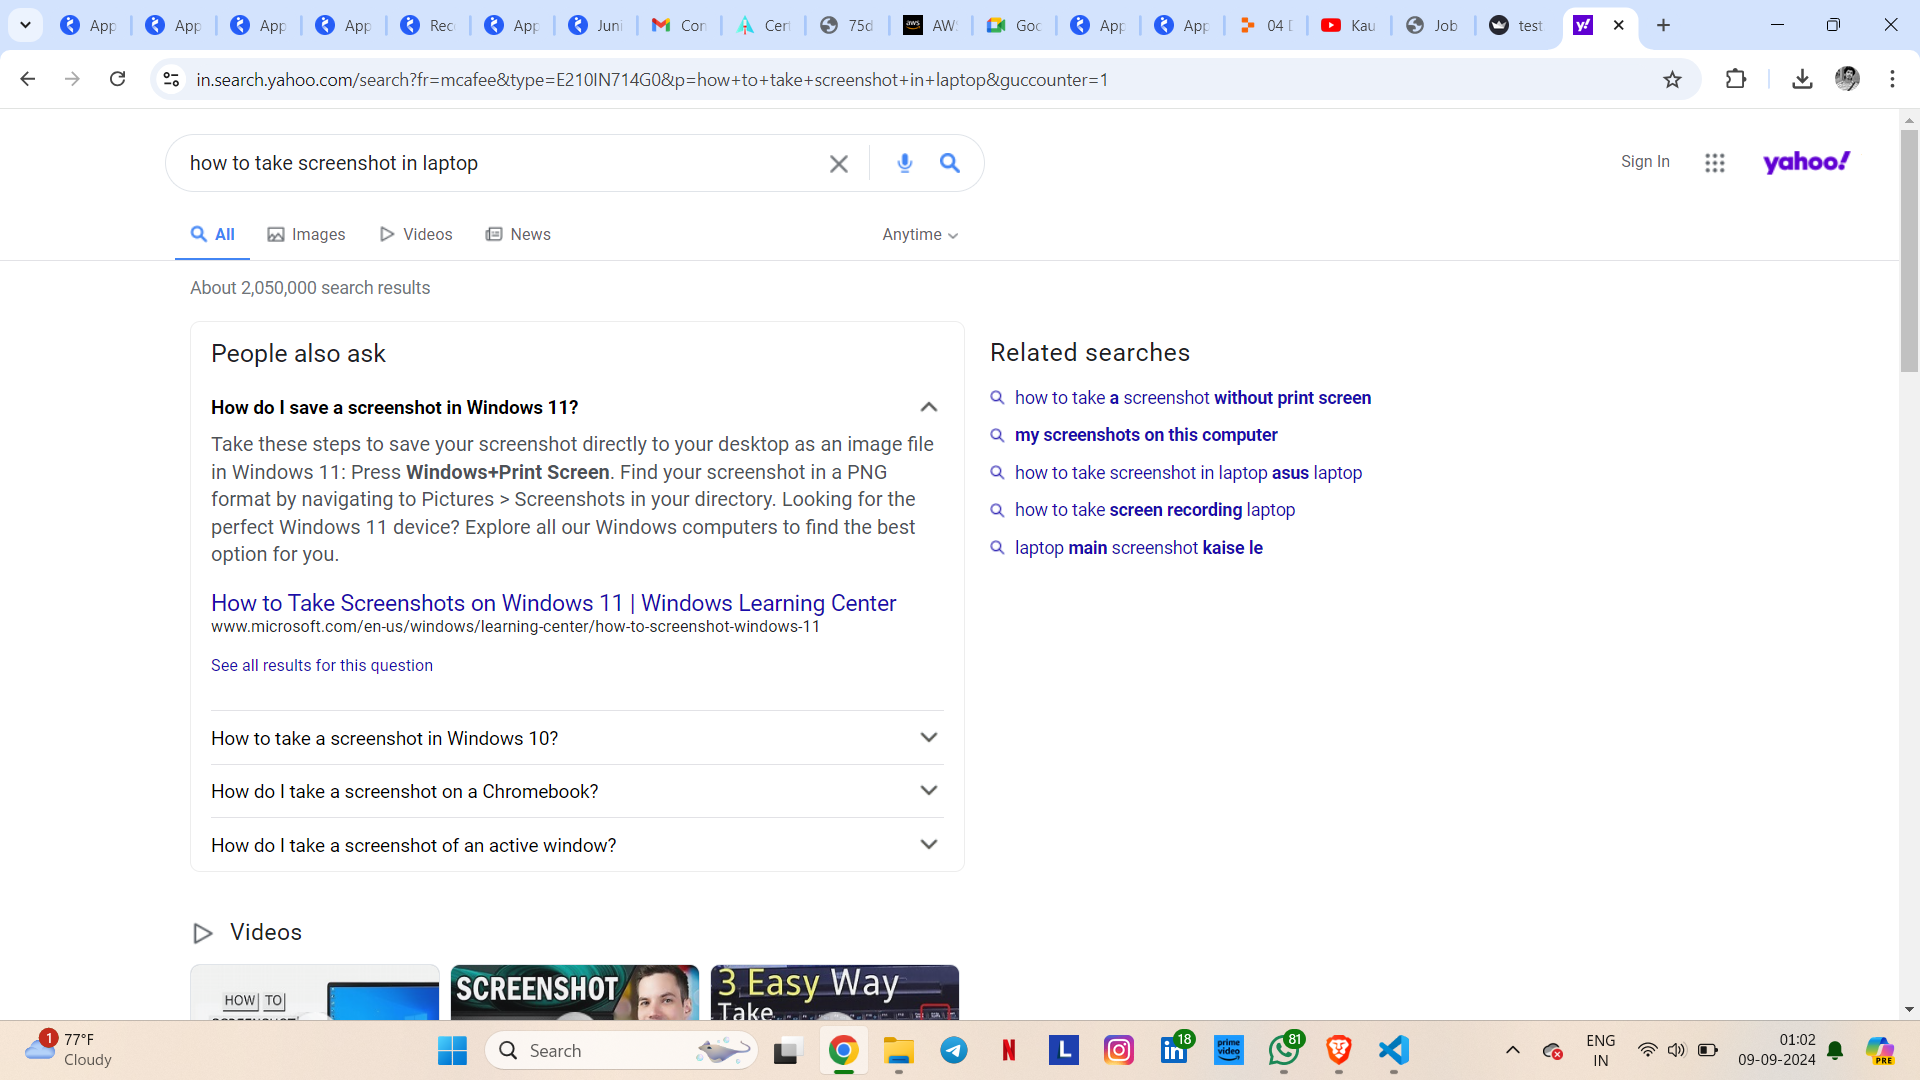 App
App
App
App
Rec
App
Juni
Con
Cert
75d
aws
AW
Goo
App
App
04
Kau
Job
test
y!
in.search.yahoo.com/search?fr=mcafee&type=E210IN714G0&p=how+to+take+screenshot+in+laptop&guccounter=1
how to take screenshot in laptop
Sign In
yahoo!
All
Images
Videos
News
Anytime
About 2,050,000 search results
People also ask
How do I save a screenshot in Windows 11?
Take these steps to save your screenshot directly to your desktop as an image file
in Windows 11: Press Windows+Print Screen. Find your screenshot in a PNG
format by navigating to Pictures > Screenshots in your directory. Looking for the
perfect Windows 11 device? Explore all our Windows computers to find the best
option for you.
How to Take Screenshots on Windows 11 | Windows Learning Center
www.microsoft.com/en-us/windows/learning-center/how-to-screenshot-windows-11
See all results for this question
How to take a screenshot in Windows 10?
How do I take a screenshot on a Chromebook?
How do I take a screenshot of an active window?
Related searches
how to take a screenshot without print screen
my screenshots on this computer
how to take screenshot in laptop asus laptop
how to take screen recording laptop
laptop main screenshot kaise le
Videos
HOW TO
SCREENSHOT
3 Easy Way
Take
1
77°F
Cloudy
Search
N
L
in
18
prime
video
81
ENG
IN
01:02
09-09-2024
PRE